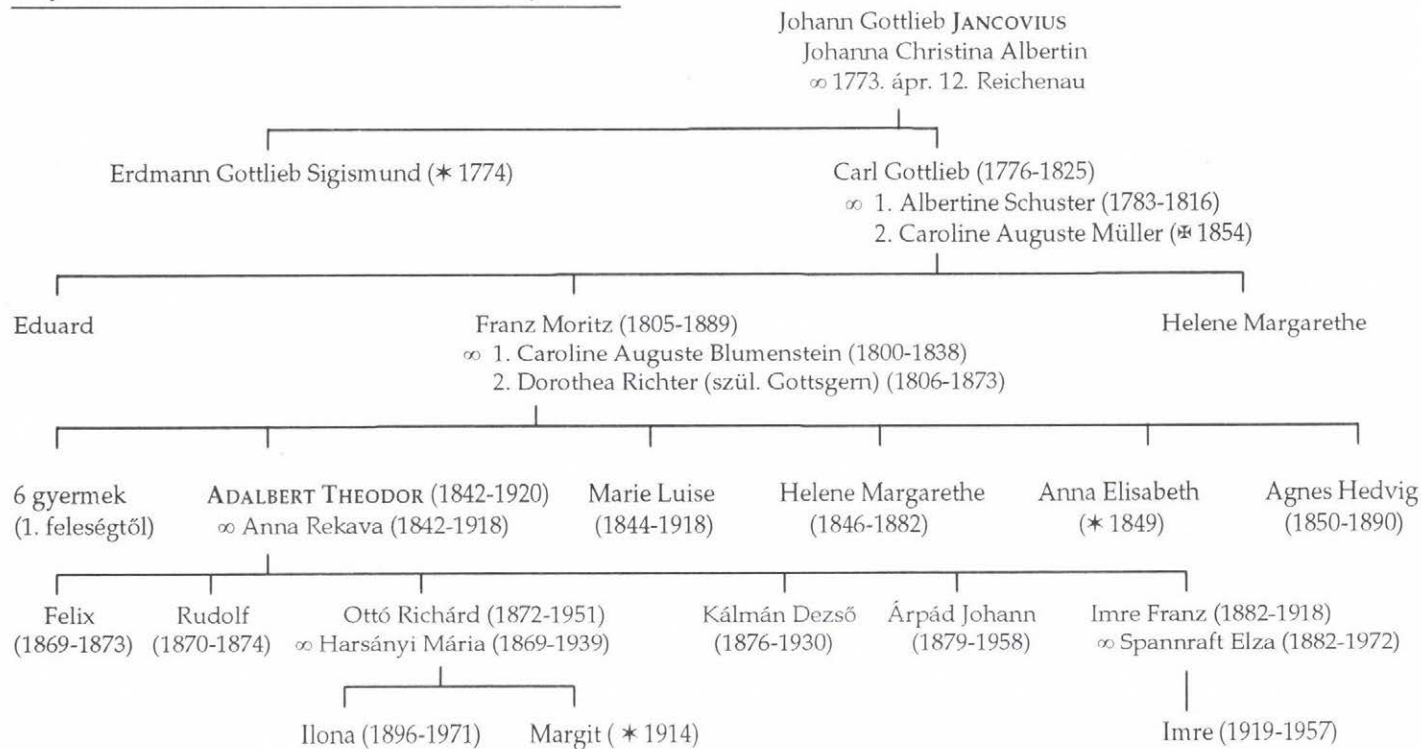 Johann Gottlieb JANCOVIUS
Johanna Christina Albertin
∞ 1773. ápr. 12. Reichenau
Erdmann Gottlieb Sigismund (✶ 1774)
Carl Gottlieb (1776-1825)
∞ 1. Albertine Schuster (1783-1816)
2. Caroline Auguste Müller (✠ 1854)
Eduard
Franz Moritz (1805-1889)
∞ 1. Caroline Auguste Blumenstein (1800-1838)
2. Dorothea Richter (szül. Gottsgern) (1806-1873)
Helene Margarethe
6 gyermek
(1. feleségtől)
ADALBERT THEODOR (1842-1920)
∞ Anna Rekava (1842-1918)
Marie Luise
(1844-1918)
Helene Margarethe
(1846-1882)
Anna Elisabeth
(✶ 1849)
Agnes Hedvig
(1850-1890)
Felix
(1869-1873)
Rudolf
(1870-1874)
Ottó Richárd (1872-1951)
∞ Harsányi Mária (1869-1939)
Kálmán Dezső
(1876-1930)
Árpád Johann
(1879-1958)
Imre Franz (1882-1918)
∞ Spannraft Elza (1882-1972)
Ilona (1896-1971)
Margit (✶ 1914)
Imre (1919-1957)